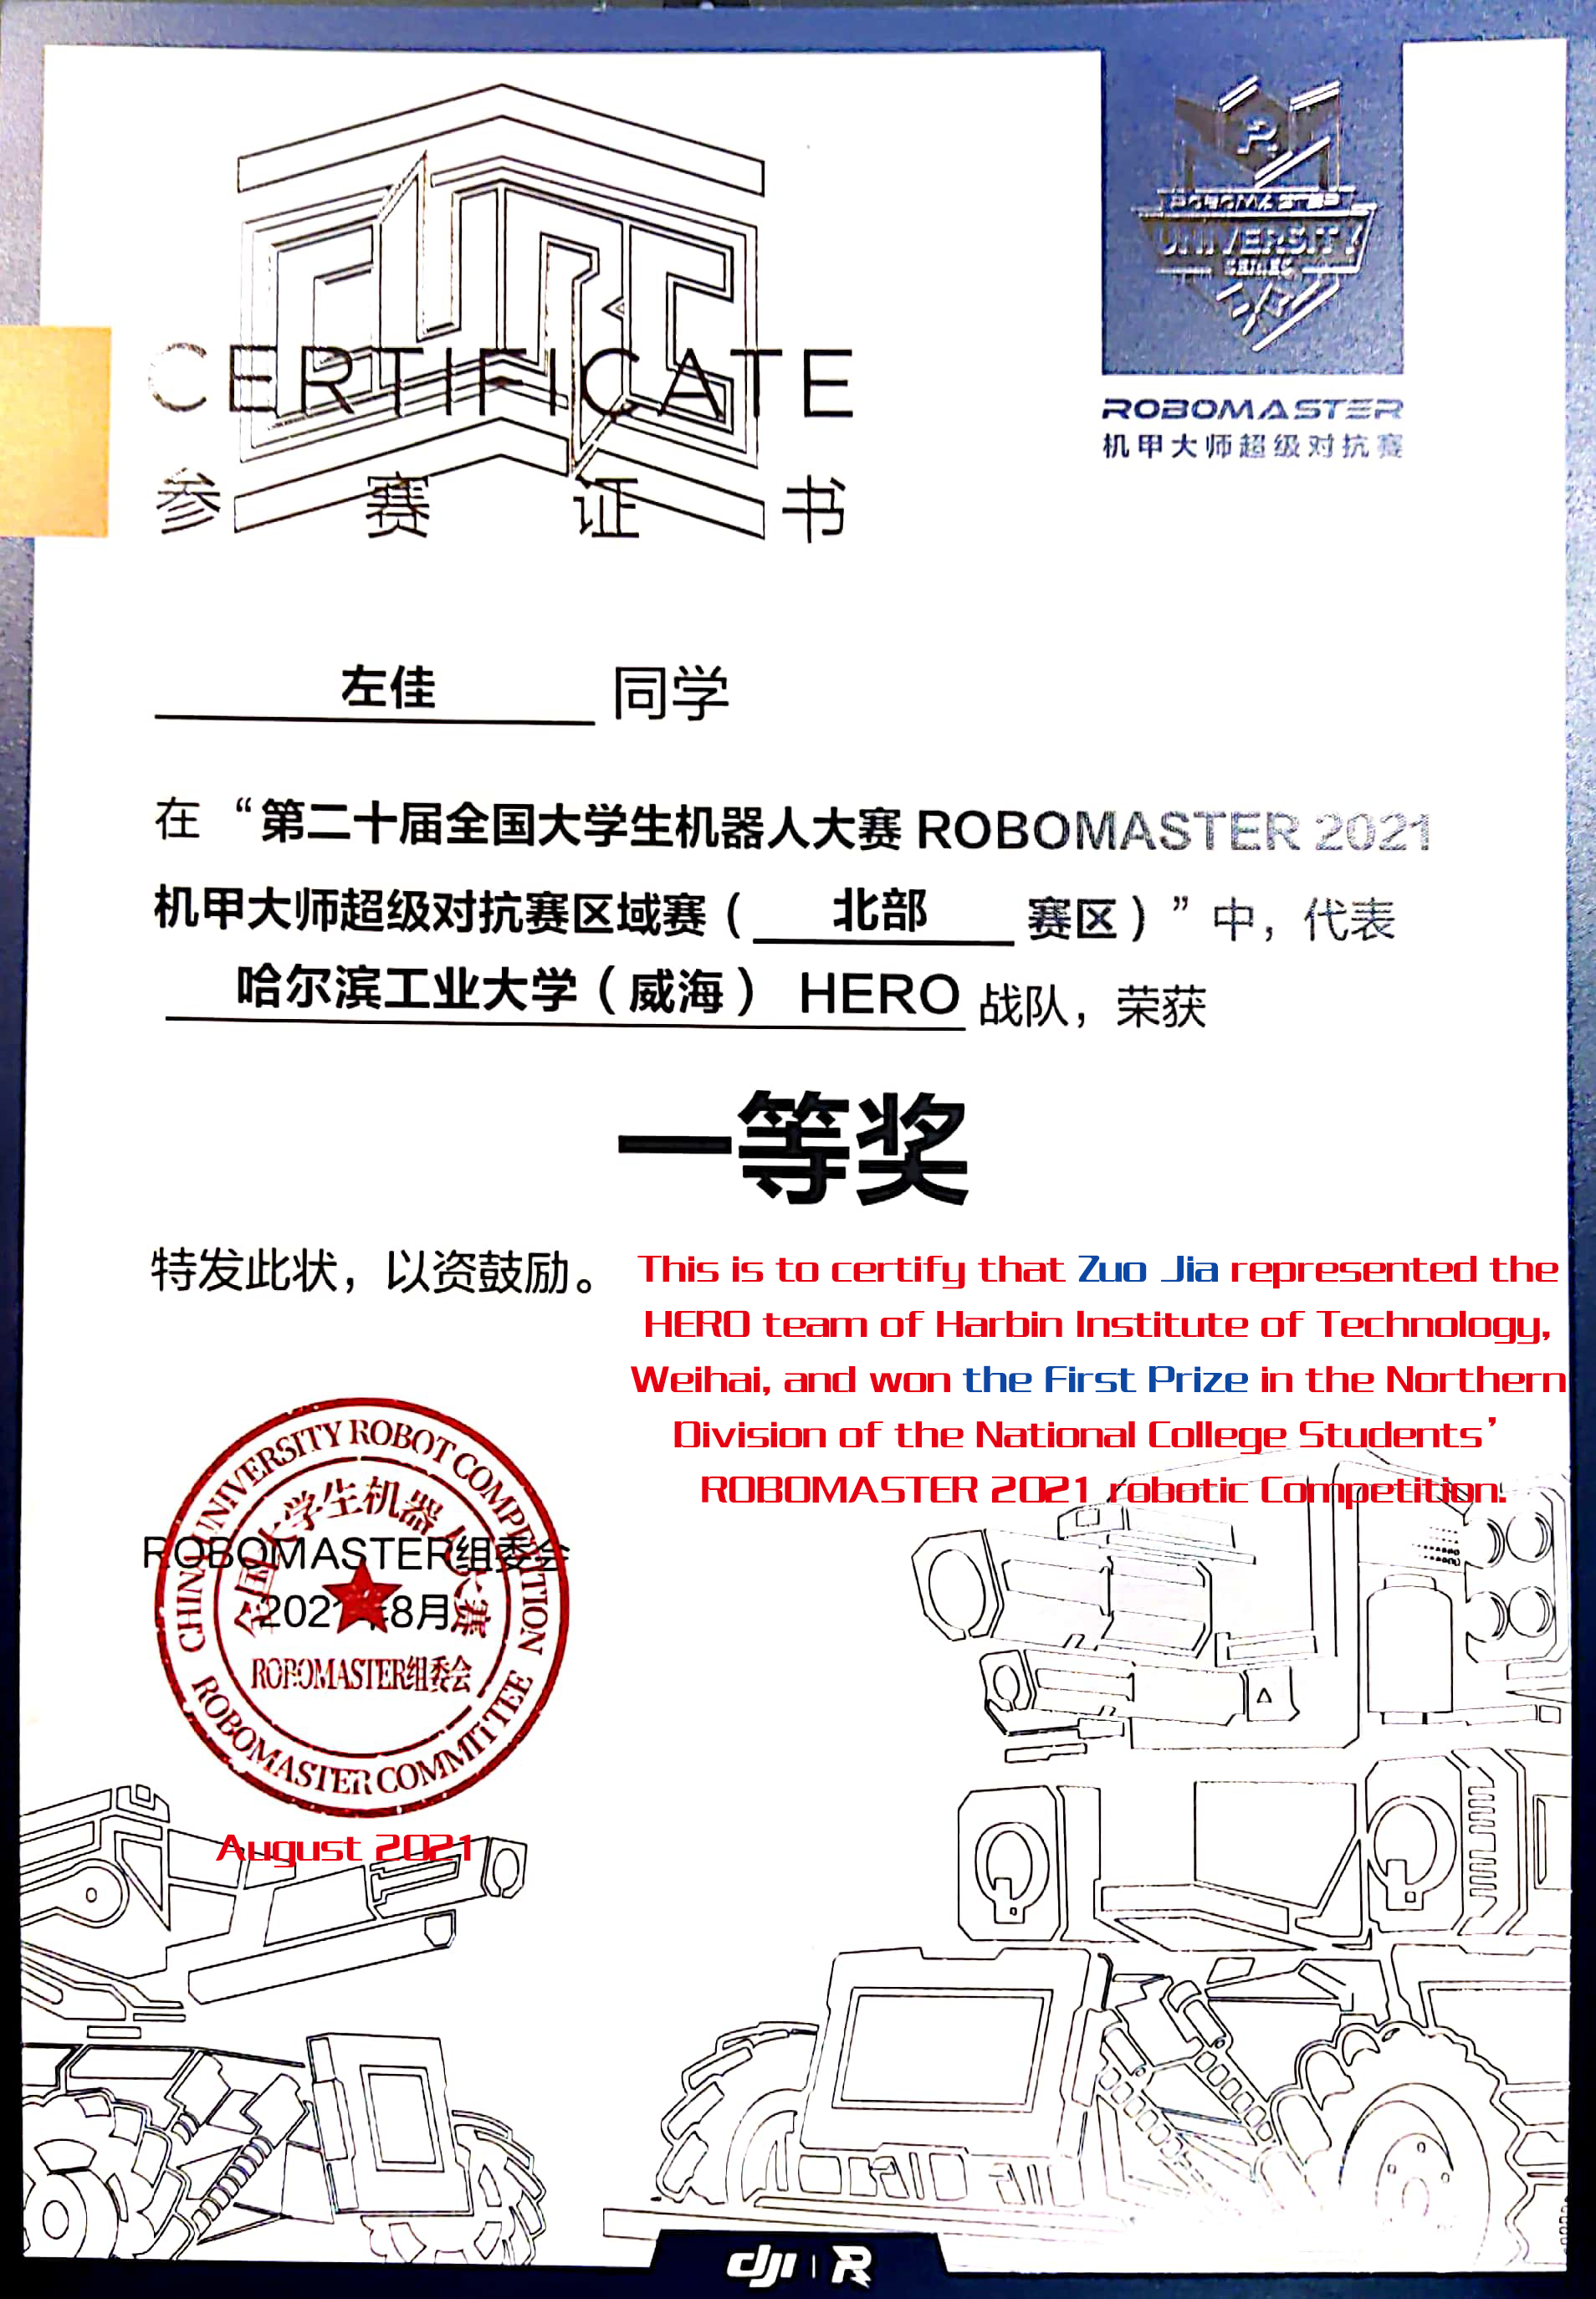 CURC
CERTIFICATE
参赛证书
R
ROBOMASTER
UNIVERSITY
SERIES
ROBOMASTER
机甲大师超级对抗赛
左佳 同学
在“第二十届全国大学生机器人大赛 ROBOMASTER 2021
机甲大师超级对抗赛区域赛（ 北部 赛区）”中，代表
哈尔滨工业大学（威海） HERO 战队，荣获
一等奖
特发此状，以资鼓励。
This is to certify that Zuo Jia represented the
HERO team of Harbin Institute of Technology,
Weihai, and won the First Prize in the Northern
Division of the National College Students’
ROBOMASTER 2021 robotic Competition.
CHINA UNIVERSITY ROBOT COMPETITION
全国大学生机器人大赛
ROBOMASTER组委会
2021年8月
ROBOMASTER组委会
ROBOMASTER COMMITTEE
August 2021
dji R